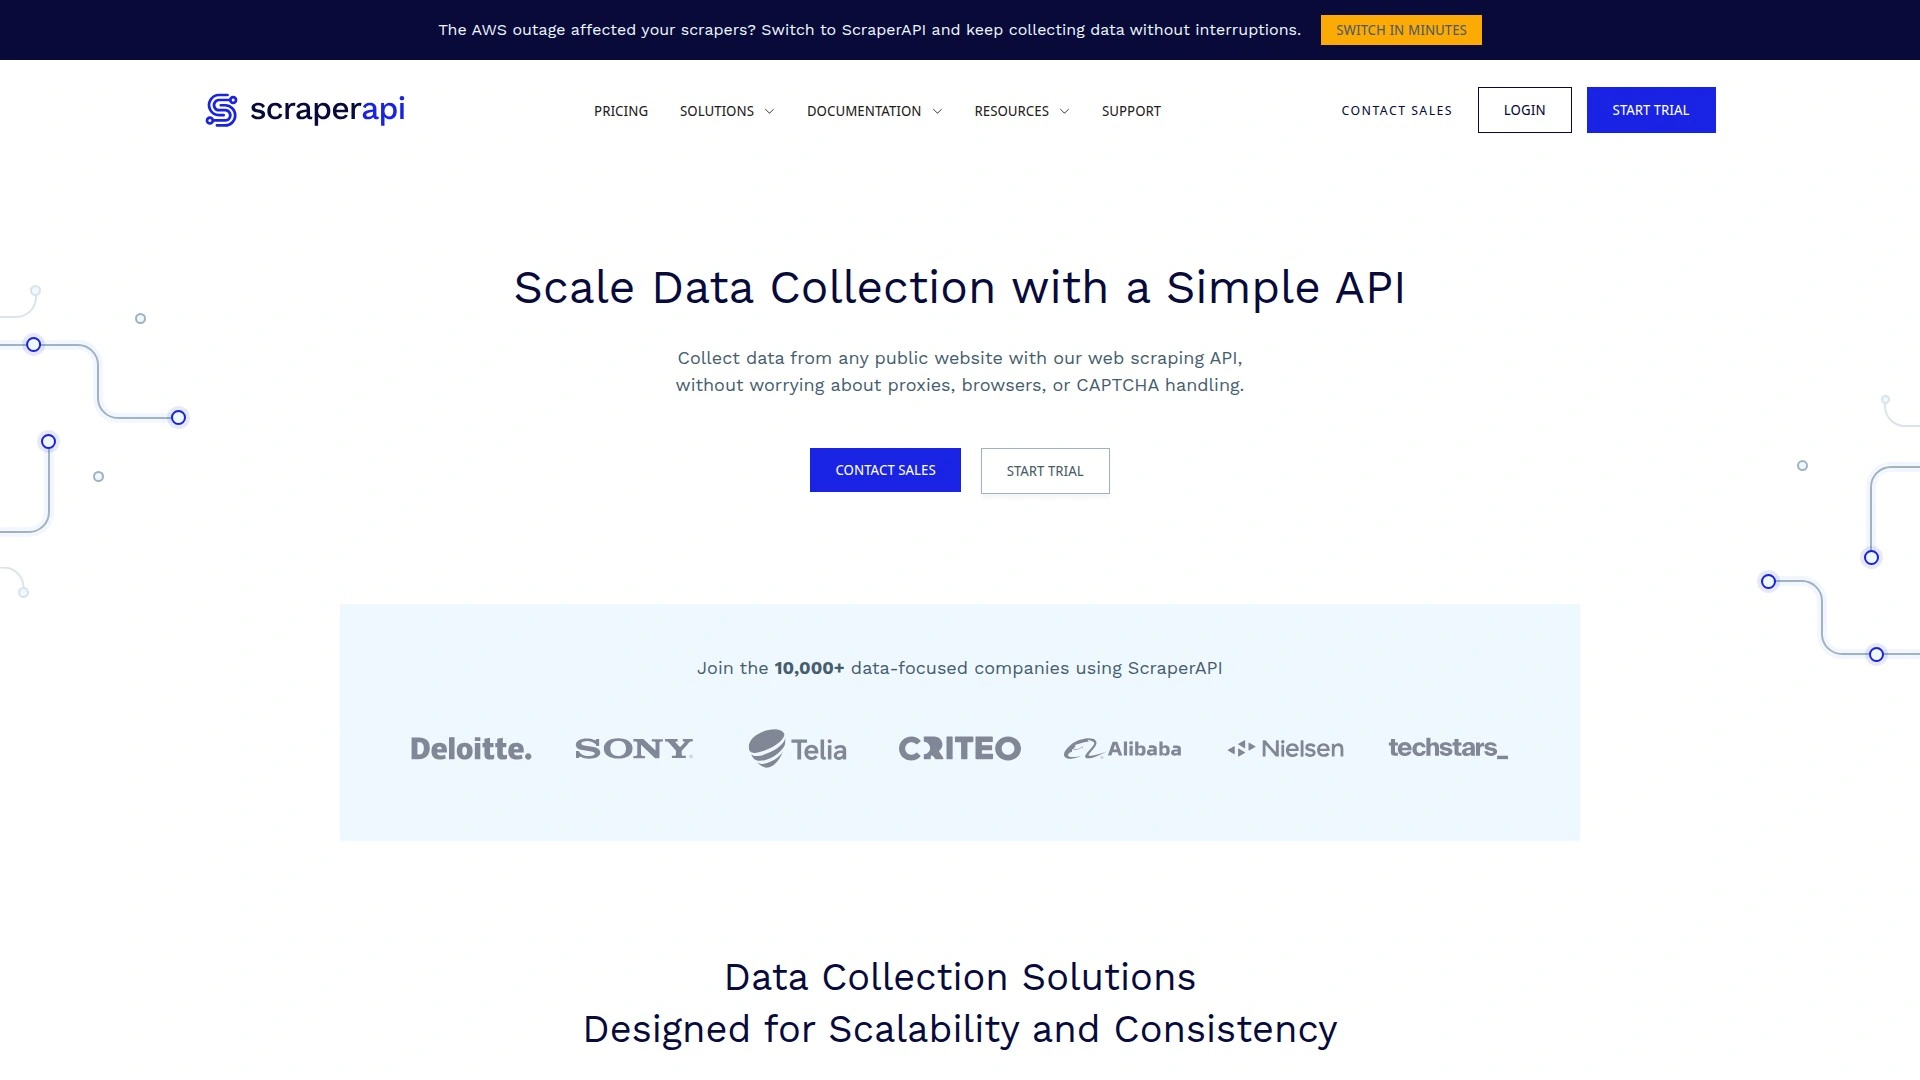 The AWS outage affected your scrapers? Switch to ScraperAPI and keep collecting data without interruptions. SWITCH IN MINUTES
scraperapi PRICING SOLUTIONS DOCUMENTATION RESOURCES SUPPORT CONTACT SALES LOGIN START TRIAL
Scale Data Collection with a Simple API
Collect data from any public website with our web scraping API,
without worrying about proxies, browsers, or CAPTCHA handling.
CONTACT SALES START TRIAL
Join the 10,000+ data-focused companies using ScraperAPI
Deloitte. SONY Telia CRITEO Alibaba Nielsen techstars_
Data Collection Solutions
Designed for Scalability and Consistency